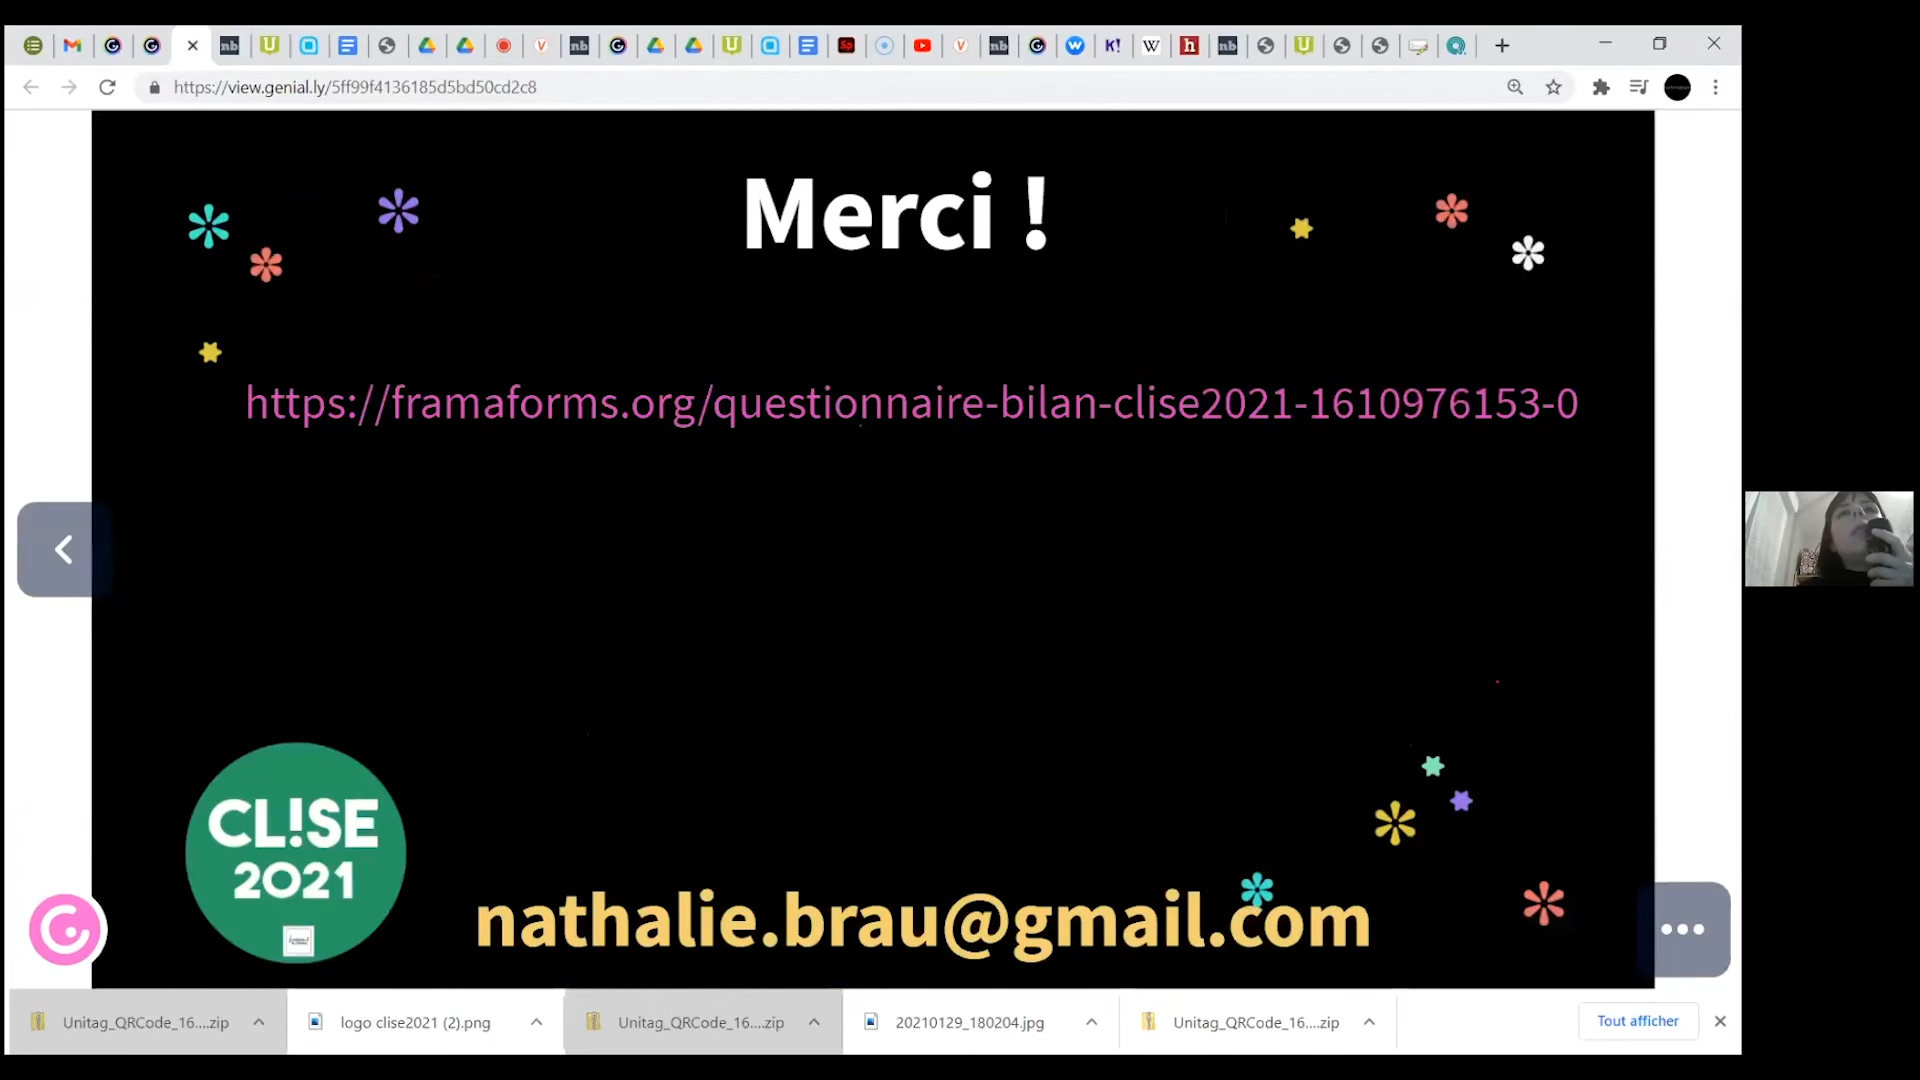 https://view.genial.ly/5ff99f4136185d5bd50cd2c8
Merci !
https://framaforms.org/questionnaire-bilan-clise2021-1610976153-0
CL!SE
2021
nathalie.brau@gmail.com
Unitag_QRCode_16....zip
logo clise2021 (2).png
Unitag_QRCode_16....zip
20210129_180204.jpg
Unitag_QRCode_16....zip
Tout afficher